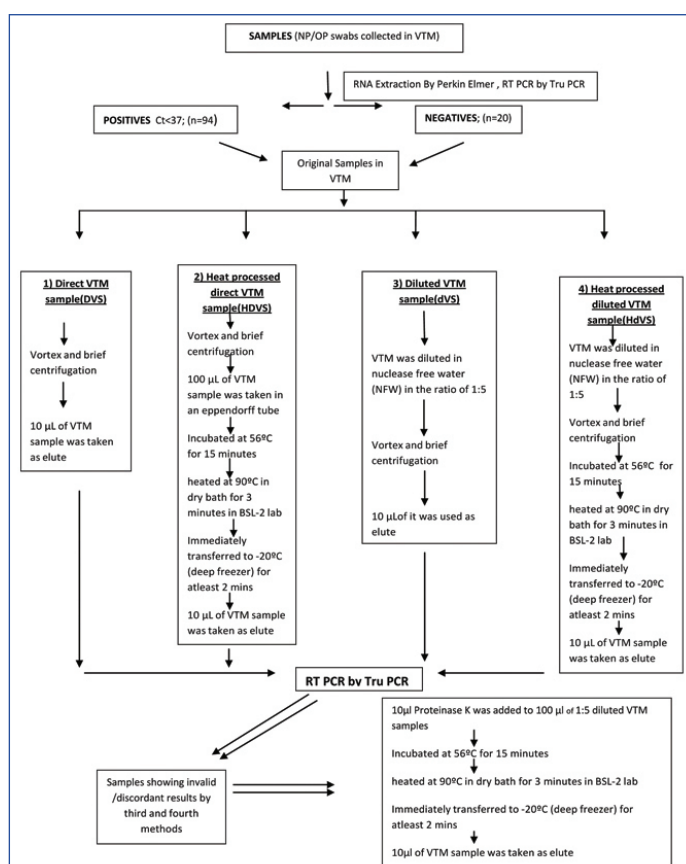 SAMPLES (NP/OP swabs collected in VTM)
RNA Extraction By Perkin Elmer , RT PCR by Tru PCR
POSITIVES Ct<37; (n=94)
NEGATIVES; (n=20)
Original Samples in
VTM
1) Direct VTM
sample(DVS)
Vortex and brief
centrifugation
10 µL of VTM
sample was taken
as elute
2) Heat processed
direct VTM
sample(HDVS)
Vortex and brief
centrifugation
100 µL of VTM
sample was taken in
an eppendorff tube
Incubated at 56ºC
for 15 minutes
heated at 90ºC in
dry bath for 3
minutes in BSL-2 lab
Immediately
transferred to -20ºC
(deep freezer) for
atleast 2 mins
10 µL of VTM sample
was taken as elute
3) Diluted VTM
sample(dVS)
VTM was diluted in
nuclease free water
(NFW) in the ratio of 1:5
Vortex and brief
centrifugation
10 µLof it was used as
elute
4) Heat processed
diluted VTM
sample(HdVS)
VTM was diluted in
nuclease free water
(NFW) in the ratio of
1:5
Vortex and brief
centrifugation
Incubated at 56ºC for
15 minutes
heated at 90ºC in dry
bath for 3 minutes in
BSL-2 lab
Immediately
transferred to -20ºC
(deep freezer) for
atleast 2 mins
10 µL of VTM sample
was taken as elute
RT PCR by Tru PCR
Samples showing invalid
/discordant results by
third and fourth
methods
10µl Proteinase K was added to 100 µl of 1:5 diluted VTM
samples
Incubated at 56ºC for 15 minutes
heated at 90ºC in dry bath for 3 minutes in BSL-2 lab
Immediately transferred to -20ºC (deep freezer) for
atleast 2 mins
10µl of VTM sample was taken as elute